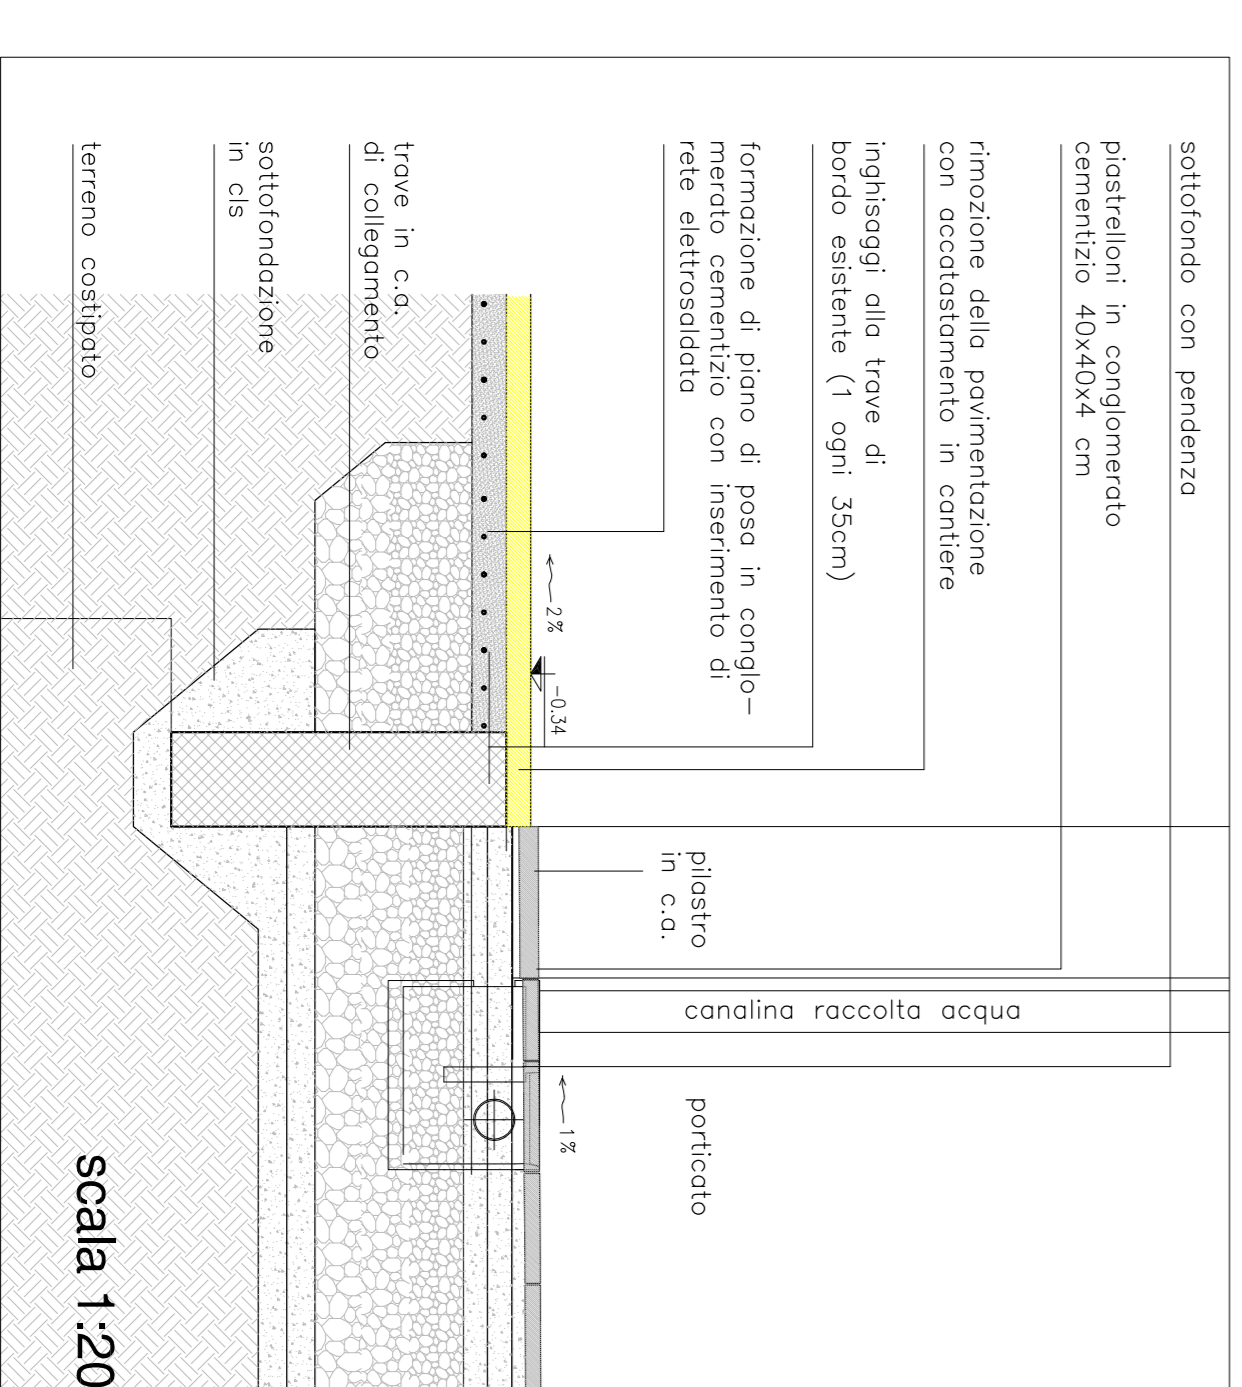 sottofondo con pendenza
piastrelloni in conglomerato
cementizio 40x40x4 cm
rimozione della pavimentazione
con accatastamento in cantiere
inghisaggi alla trave di
bordo esistente (1 ogni 35cm)
formazione di piano di posa in conglo-
merato cementizio con inserimento di
rete elettrosaldata
trave in c.a.
di collegamento
sottofondazione
in cls
terreno costipato
2%
-0.34
pilastro
in c.a.
canalina raccolta acqua
1%
porticato
scala 1:20